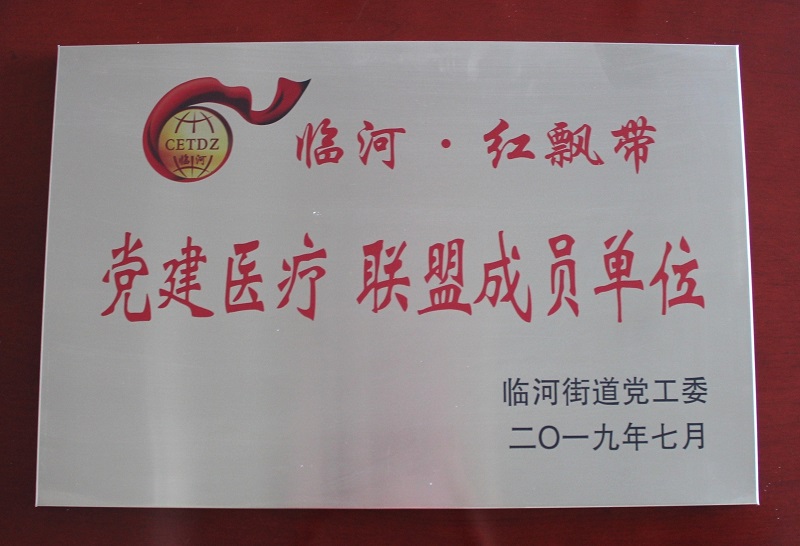 CETDZ
临河
临河·红飘带
党建医疗 联盟成员单位
临河街道党工委
二〇一九年七月